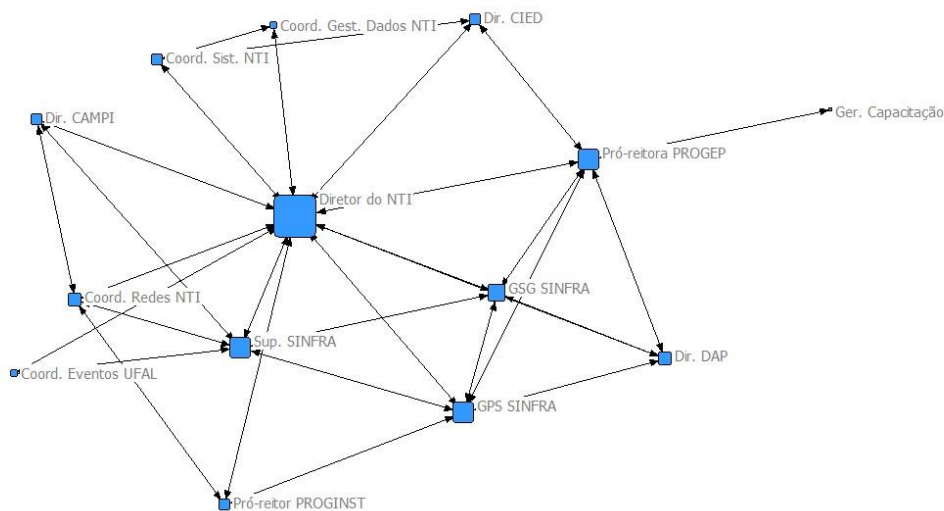 Dir. CIED
Coord. Gest. Dados NTI
Coord. Sist. NTI
Ger. Capacitação
Dir. CAMPI
Pró-reitora PROGEP
Diretor do NTI
GSG SINFRA
Coord. Redes NTI
Sup. SINFRA
Dir. DAP
Coord. Eventos UFAL
GPS SINFRA
Pró-reitor PROGINST